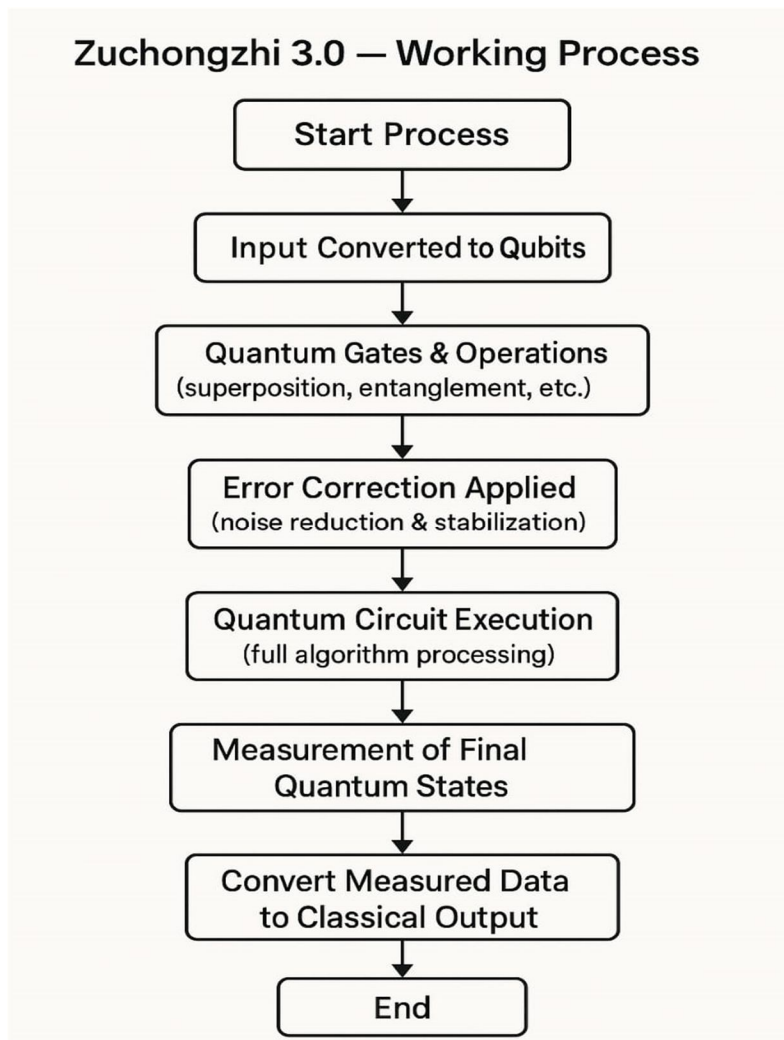 Zuchongzhi 3.0 — Working Process
Start Process
Input Converted to Qubits
Quantum Gates & Operations
(superposition, entanglement, etc.)
Error Correction Applied
(noise reduction & stabilization)
Quantum Circuit Execution
(full algorithm processing)
Measurement of Final
Quantum States
Convert Measured Data
to Classical Output
End